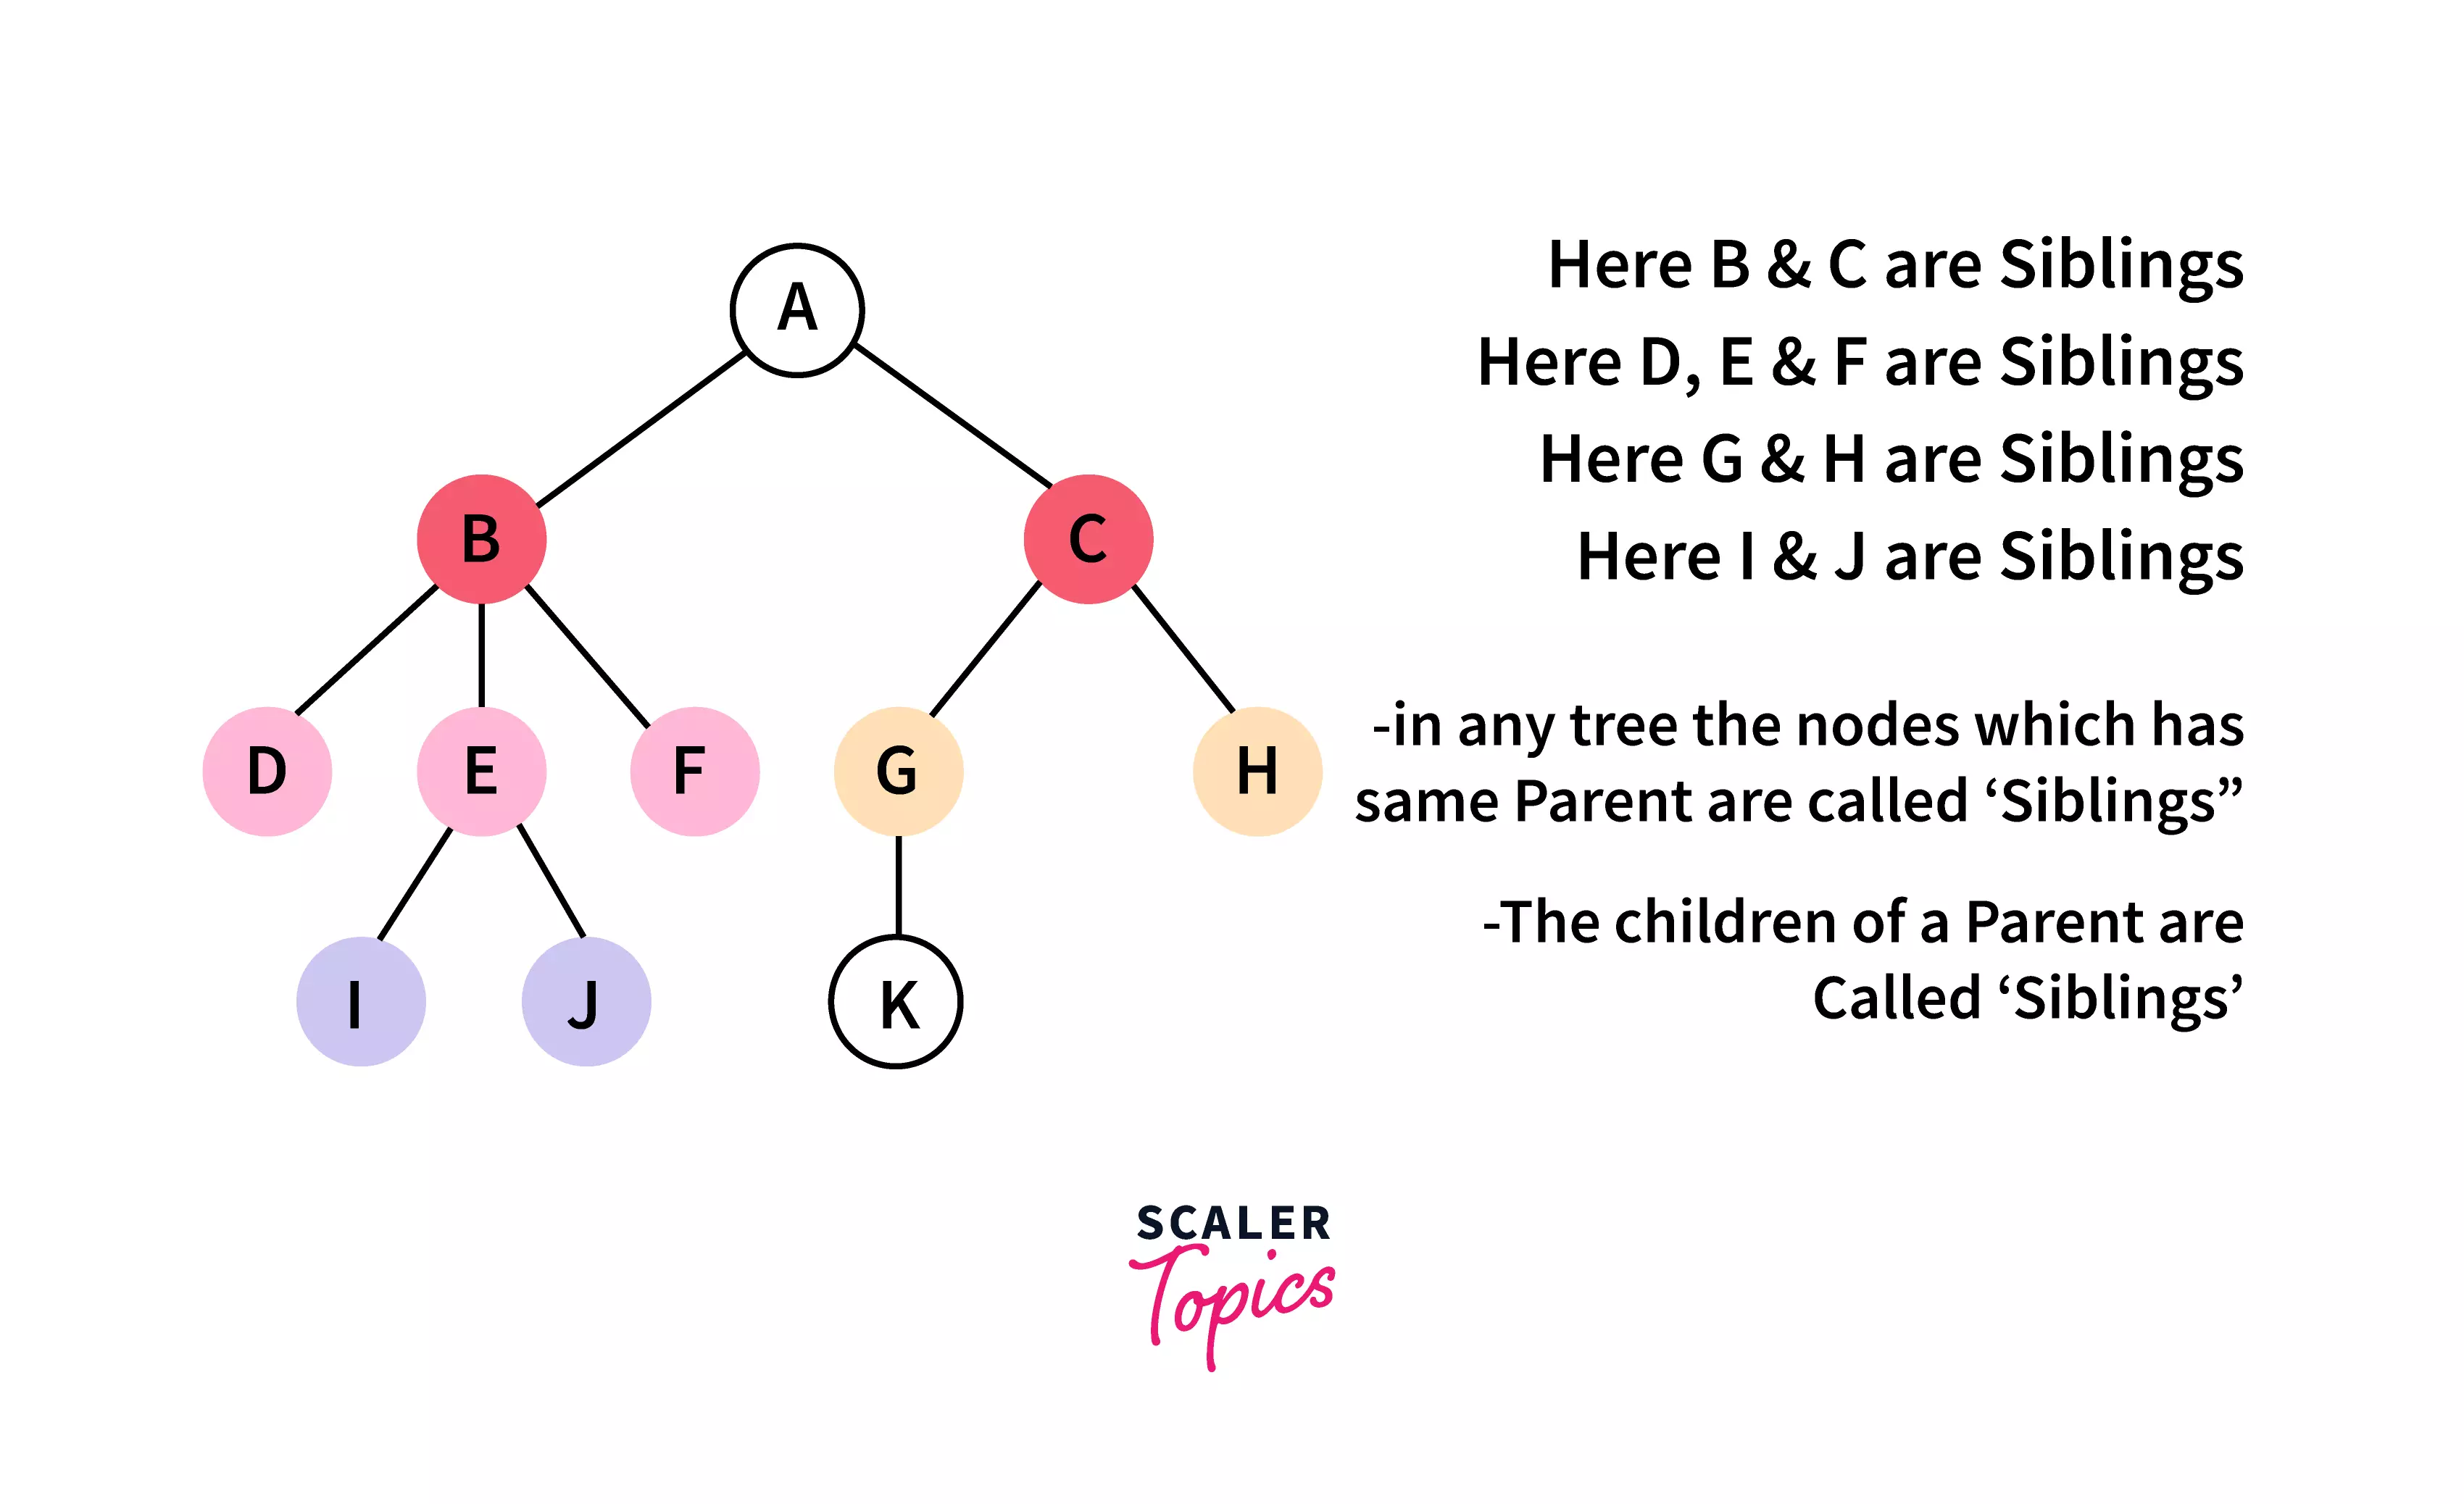 A
B
C
D
E
F
G
H
I
J
K
Here B & C are Siblings
Here D, E & F are Siblings
Here G & H are Siblings
Here I & J are Siblings
-in any tree the nodes which has
same Parent are called ‘Siblings’’
-The children of a Parent are
Called ‘Siblings’
SCALER
Topics